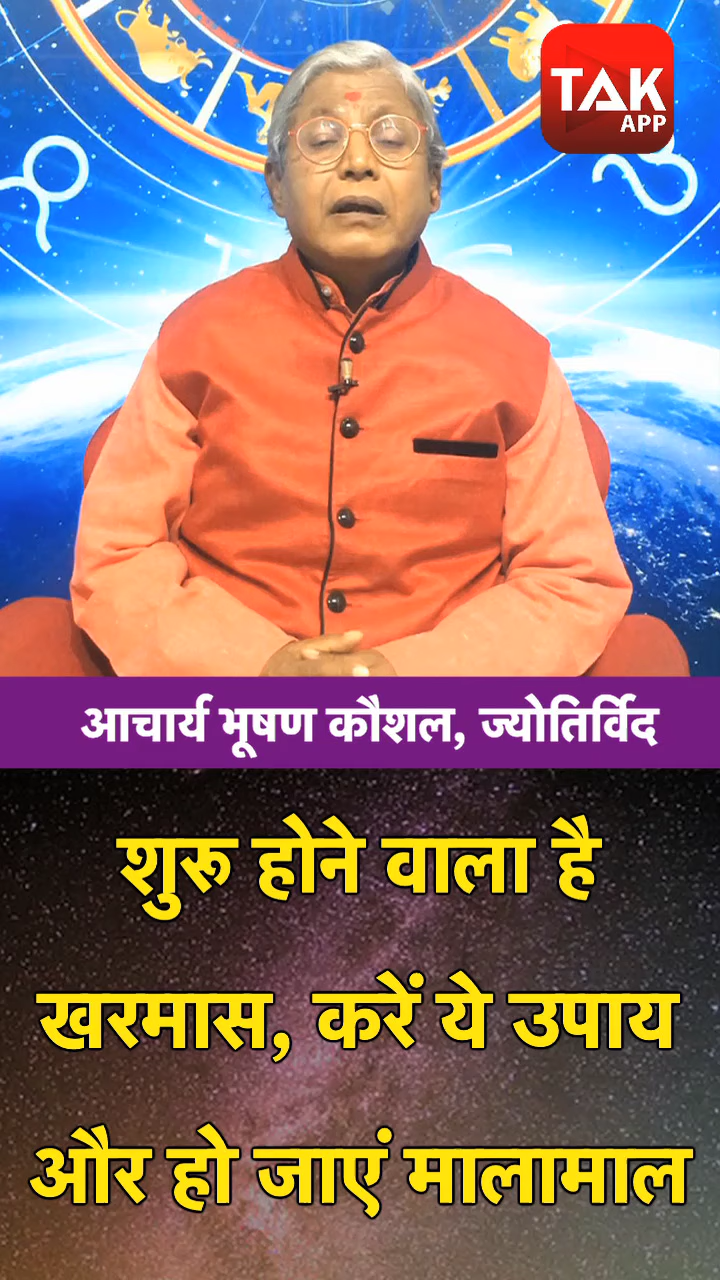 TAK
APP
आचार्य भूषण कौशल, ज्योतिर्विद
शुरू होने वाला है
खरमास, करें ये उपाय
और हो जाएं मालामाल